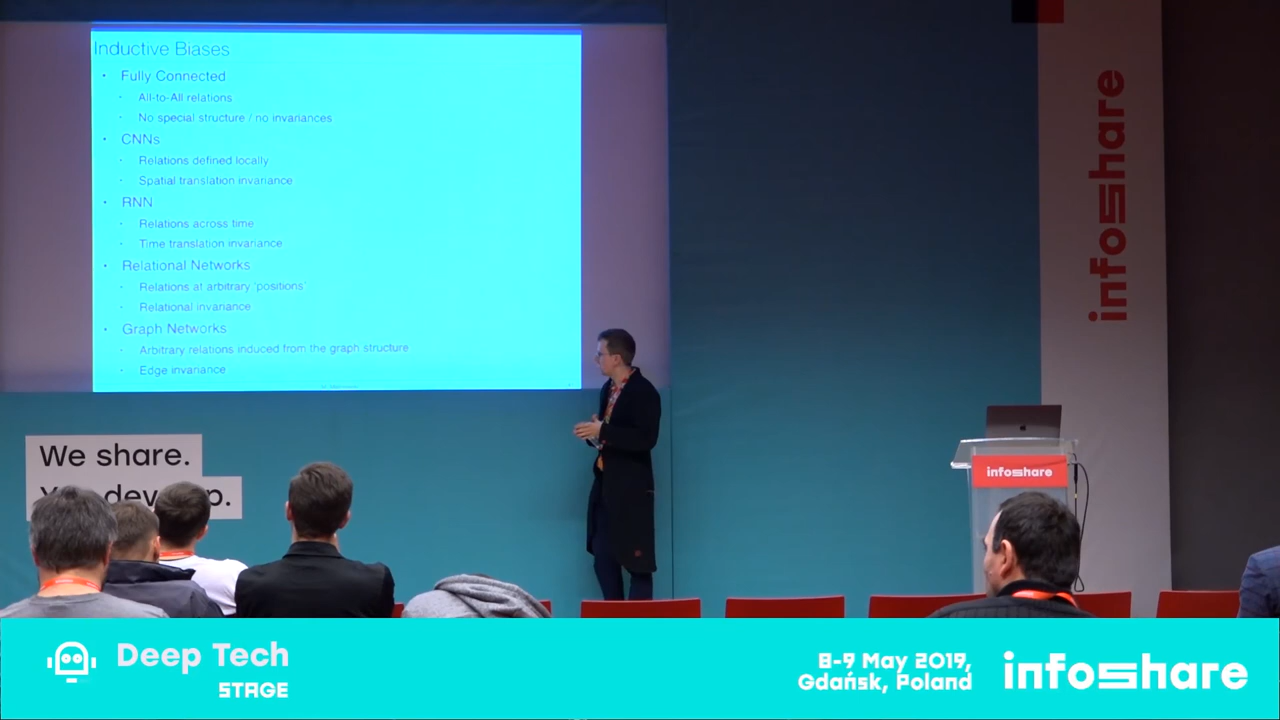 Inductive Biases
Fully Connected
All-to-All relations
No special structure / no invariances
CNNs
Relations defined locally
Spatial translation invariance
RNN
Relations across time
Time translation invariance
Relational Networks
Relations at arbitrary 'positions'
Relational invariance
Graph Networks
Arbitrary relations induced from the graph structure
Edge invariance
infoshare
We share.
infoshare
Deep Tech
STAGE
8-9 May 2019,
Gdańsk, Poland
infoshare